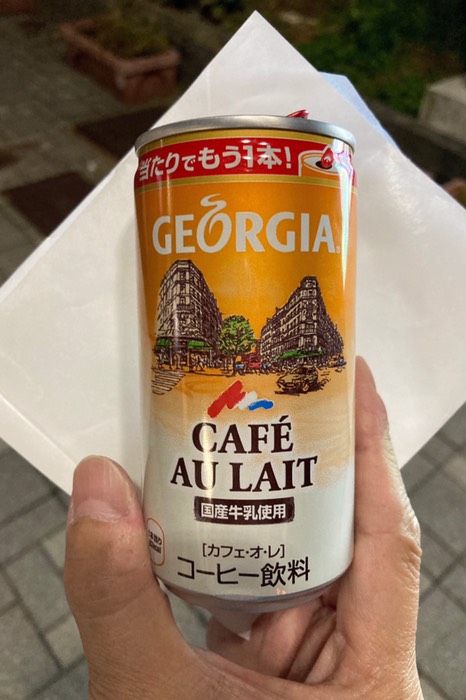 当たりでもう1本!
GEORGIA
CAFÉ
AU LAIT
国産牛乳使用
[カフェ・オ・レ]
コーヒー飲料